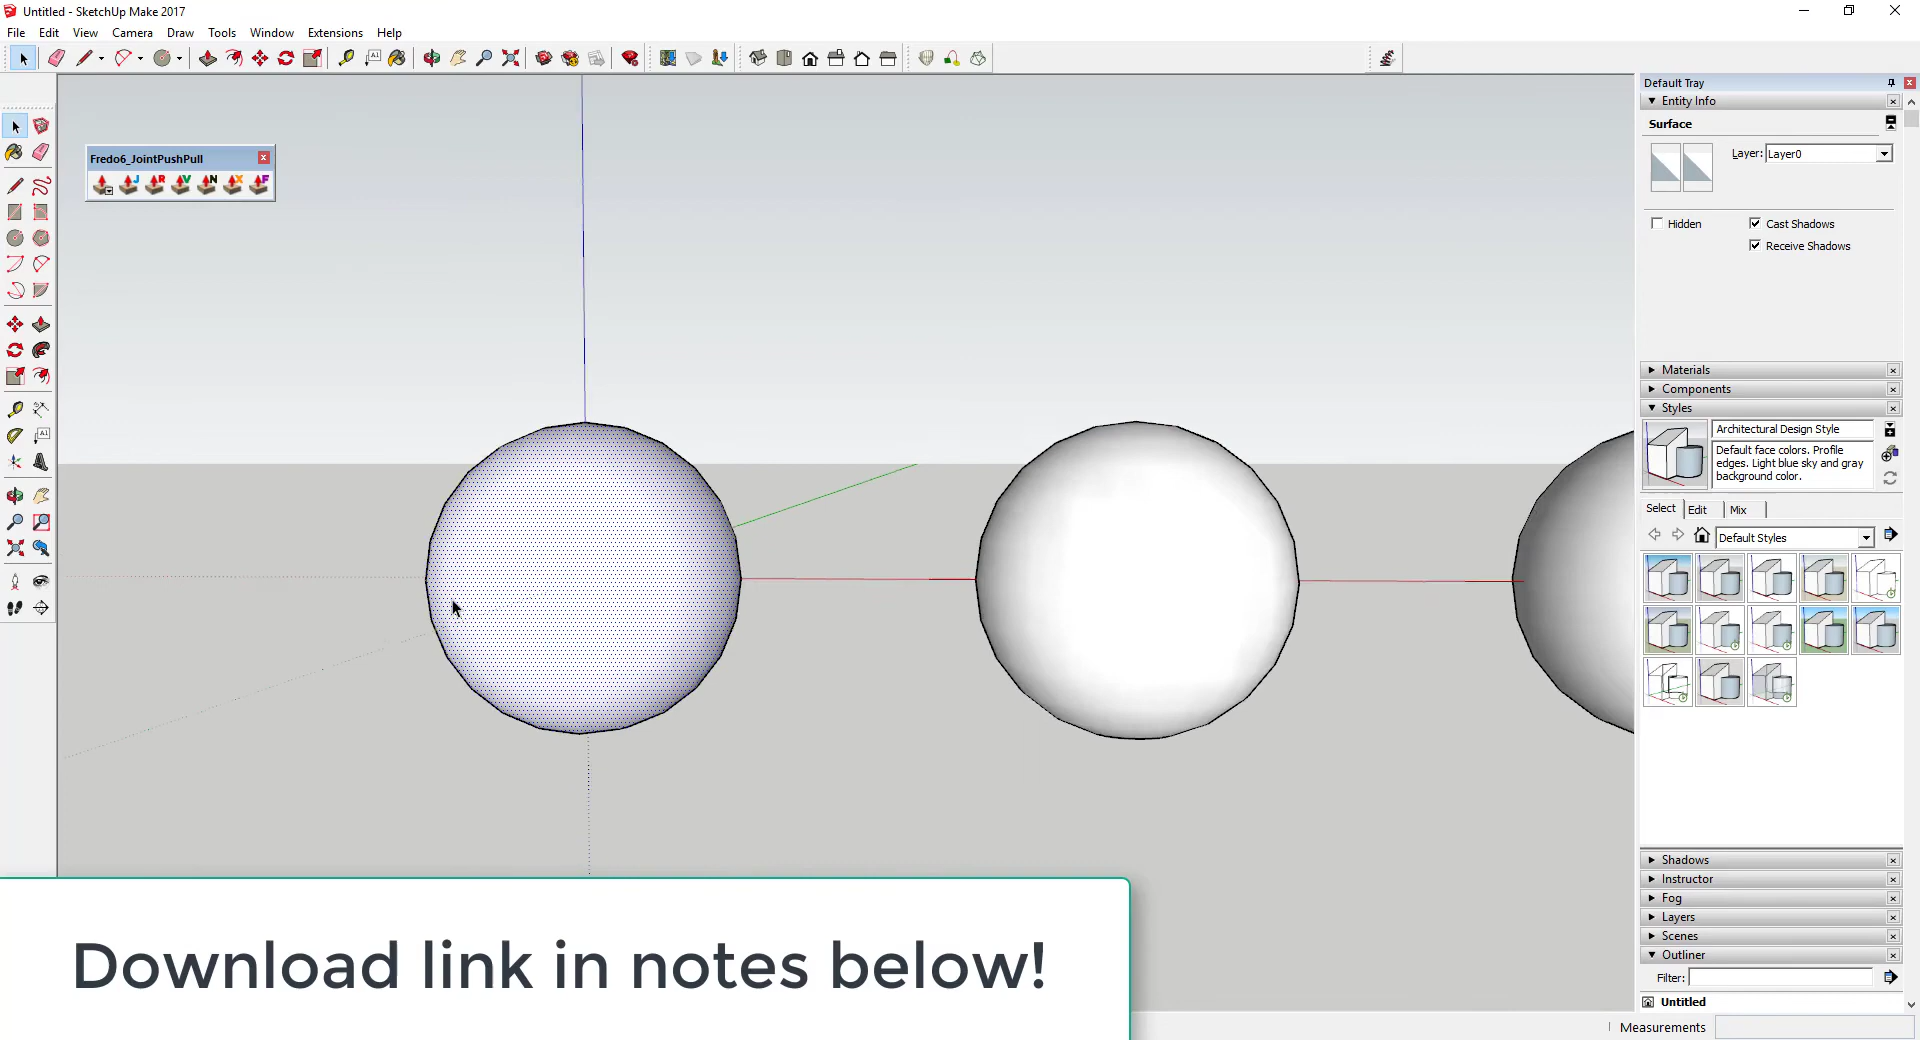 Untitled - SketchUp Make 2017
File Edit View Camera Draw Tools Window Extensions Help
Default Tray
Entity Info
Surface
Layer: Layer0
Hidden Cast Shadows
Receive Shadows
Fredo6_JointPushPull
J R V N X F
Materials
Components
Styles
Architectural Design Style
Default face colors. Profile
edges. Light blue sky and gray
background color.
Select Edit Mix
Default Styles
Shadows
Instructor
Fog
Layers
Scenes
Outliner
Filter:
Untitled
Measurements
Download link in notes below!